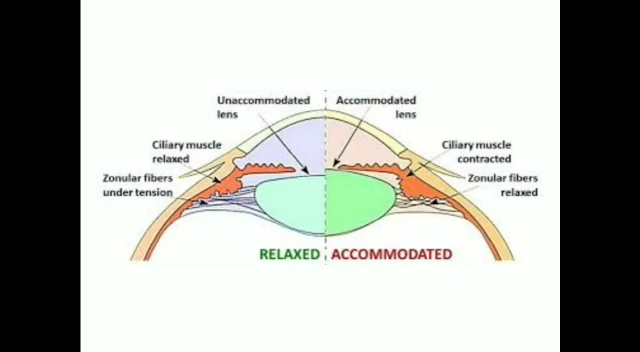 Unaccommodated
lens
Accommodated
lens
Ciliary muscle
relaxed
Ciliary muscle
contracted
Zonular fibers
under tension
Zonular fibers
relaxed
RELAXED ACCOMMODATED